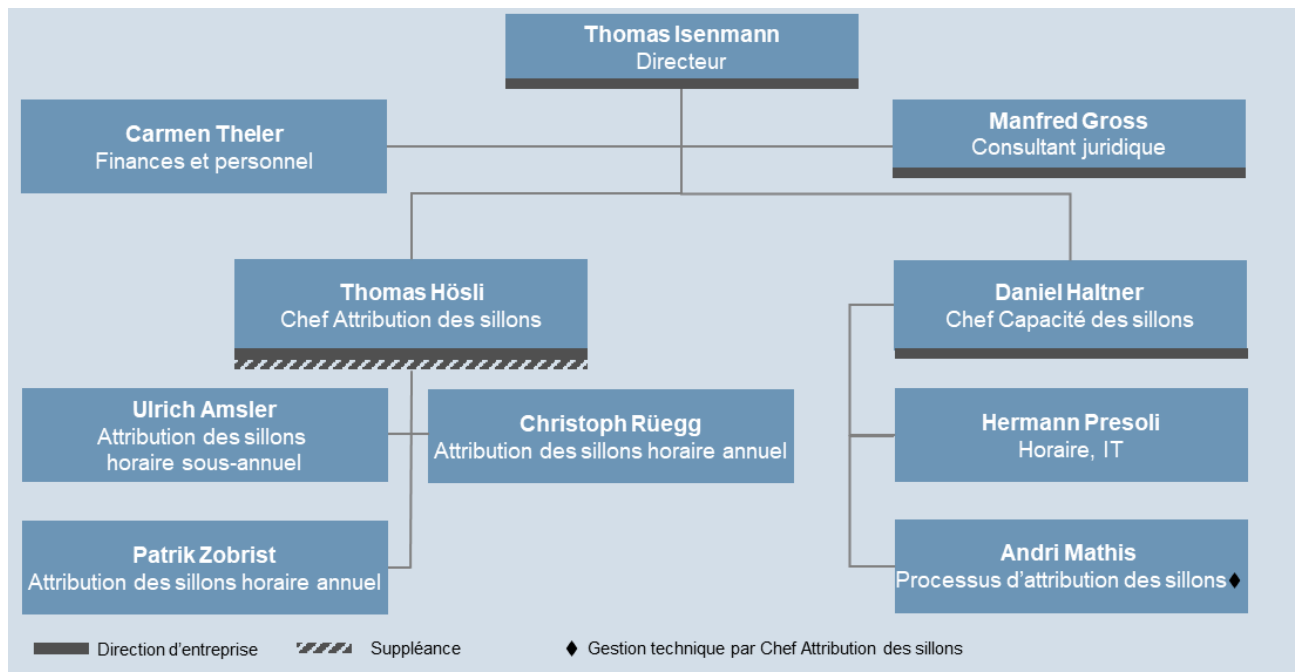 Thomas Isenmann
Directeur
Carmen Theler
Finances et personnel
Manfred Gross
Consultant juridique
Thomas Hösli
Chef Attribution des sillons
Daniel Haltner
Chef Capacité des sillons
Ulrich Amsler
Attribution des sillons
horaire sous-annuel
Christoph Rüegg
Attribution des sillons horaire annuel
Hermann Presoli
Horaire, IT
Patrik Zobrist
Attribution des sillons horaire annuel
Andri Mathis
Processus d'attribution des sillons♦
Direction d'entreprise
Suppléance
♦ Gestion technique par Chef Attribution des sillons